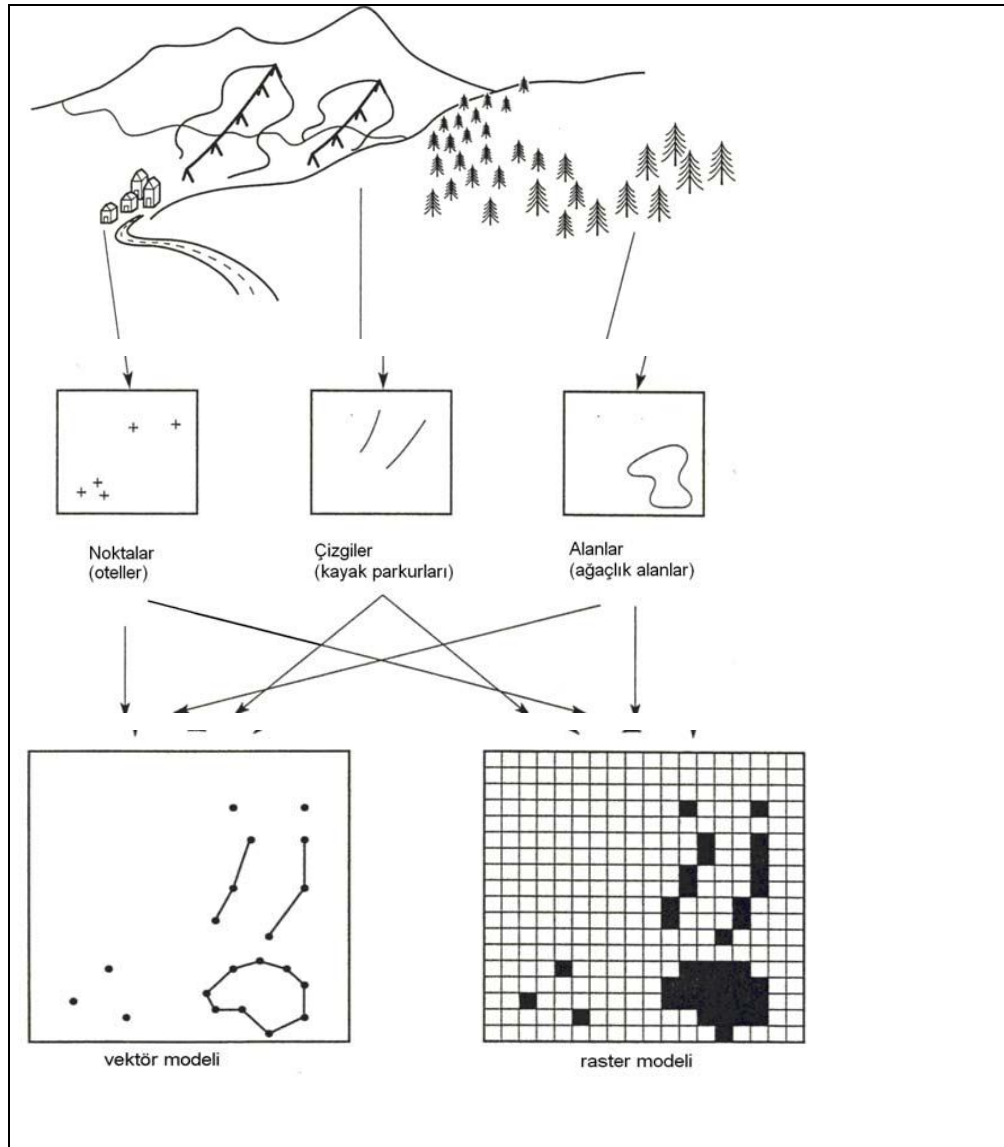 Noktalar
(oteller)
Çizgiler
(kayak parkurları)
Alanlar
(ağaçlık alanlar)
vektör modeli
raster modeli